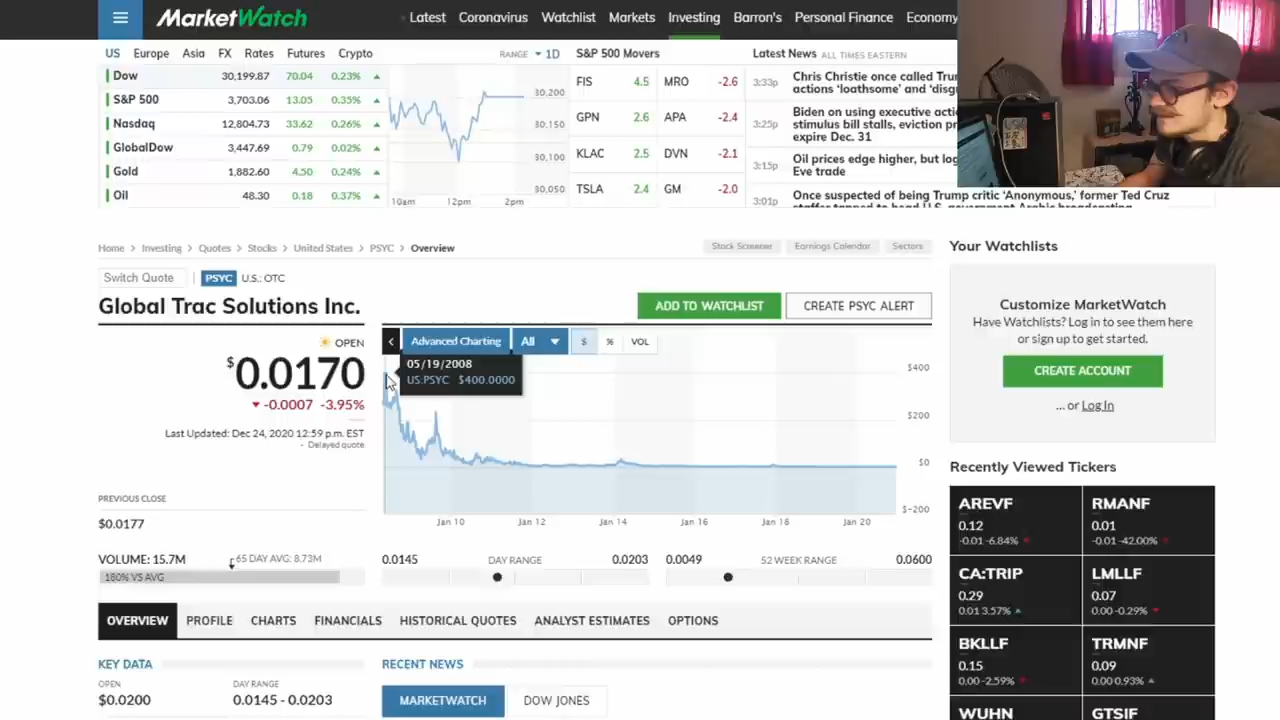 MarketWatch
Latest Coronavirus Watchlist Markets Investing Barron's Personal Finance Economy
US Europe Asia FX Rates Futures Crypto RANGE 1D
Dow 30,199.87 70.04 0.23%
S&P 500 3,703.06 13.05 0.35%
Nasdaq 12,804.73 33.62 0.26%
GlobalDow 3,447.69 0.79 0.02%
Gold 1,882.60 4.50 0.24%
Oil 48.30 0.18 0.37%
30,200
30,150
30,100
30,050
10am 12pm 2pm
S&P 500 Movers
FIS 4.5 MRO -2.6
GPN 2.6 APA -2.4
KLAC 2.5 DVN -2.1
TSLA 2.4 GM -2.0
Latest News ALL TIMES EASTERN
3:33p Chris Christie once called
actions 'loathsome' and
3:25p Biden on using executive
stimulus bill stalls, eviction
expire Dec. 31
3:15p Oil prices edge higher, but
Eve trade
3:01p Once suspected of being Trump critic 'Anonymous,' former Ted Cruz
staffer tapped to head U.S. government Arabic broadcasting
Home > Investing > Quotes > Stocks > United States > PSYC > Overview
Stock Screener Earnings Calendar Sectors
Switch Quote PSYC U.S.: OTC
Global Trac Solutions Inc.
ADD TO WATCHLIST CREATE PSYC ALERT
OPEN
$0.0170
-0.0007 -3.95%
Last Updated: Dec 24, 2020 12:59 p.m. EST
- Delayed quote
PREVIOUS CLOSE
$0.0177
Advanced Charting All $ % VOL
05/19/2008
US:PSYC $400.0000
$400
$200
$0
$-200
Jan 10 Jan 12 Jan 14 Jan 16 Jan 18 Jan 20
VOLUME: 15.7M 65 DAY AVG: 8.73M
180% VS AVG
0.0145 DAY RANGE 0.0203
0.0049 52 WEEK RANGE 0.0600
OVERVIEW PROFILE CHARTS FINANCIALS HISTORICAL QUOTES ANALYST ESTIMATES OPTIONS
KEY DATA
OPEN
$0.0200
DAY RANGE
0.0145 - 0.0203
RECENT NEWS
MARKETWATCH DOW JONES
Your Watchlists
Customize MarketWatch
Have Watchlists? Log in to see them here
or sign up to get started.
CREATE ACCOUNT
... or Log In
Recently Viewed Tickers
AREVF
0.12
-0.01 -6.84%
RMANF
0.01
-0.01 -42.00%
CA:TRIP
0.29
0.01 3.57%
LMLLF
0.07
0.00 -0.29%
BKLLF
0.15
0.00 -2.59%
TRMNF
0.09
0.00 0.93%
WUHN
GTSIF